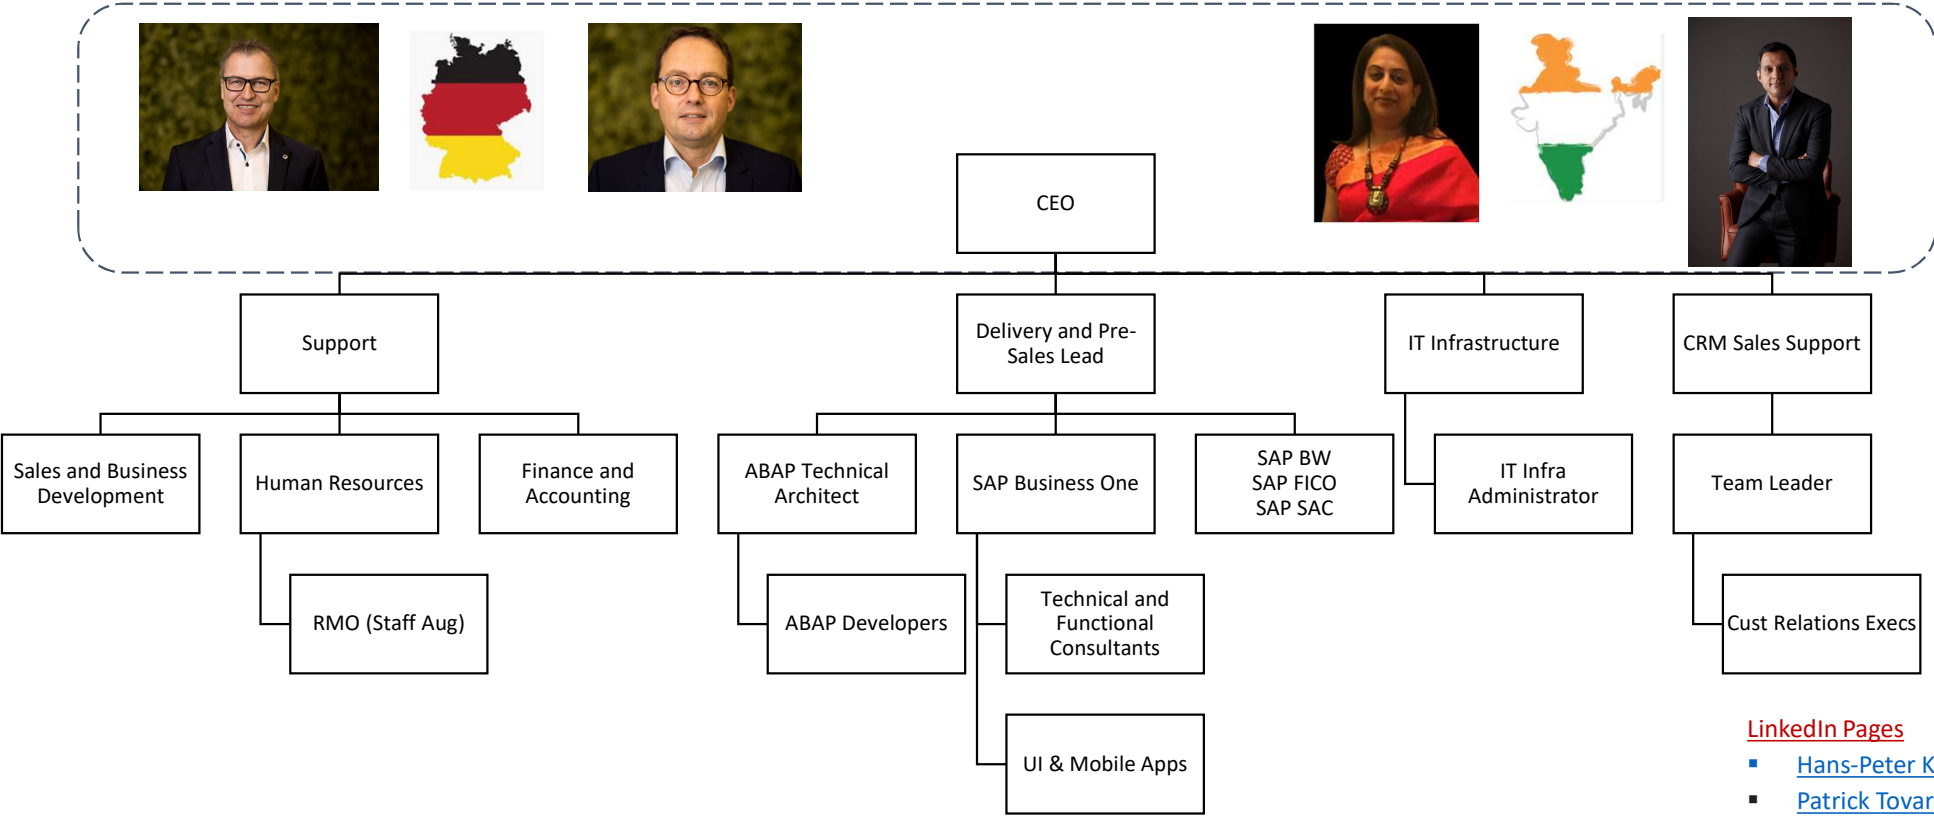 CEO
Support
Delivery and Pre-
Sales Lead
IT Infrastructure
CRM Sales Support
Sales and Business
Development
Human Resources
Finance and
Accounting
ABAP Technical
Architect
SAP Business One
SAP BW
SAP FICO
SAP SAC
IT Infra
Administrator
Team Leader
RMO (Staff Aug)
ABAP Developers
Technical and
Functional
Consultants
Cust Relations Execs
UI & Mobile Apps
LinkedIn Pages
Hans-Peter K
Patrick Tovar